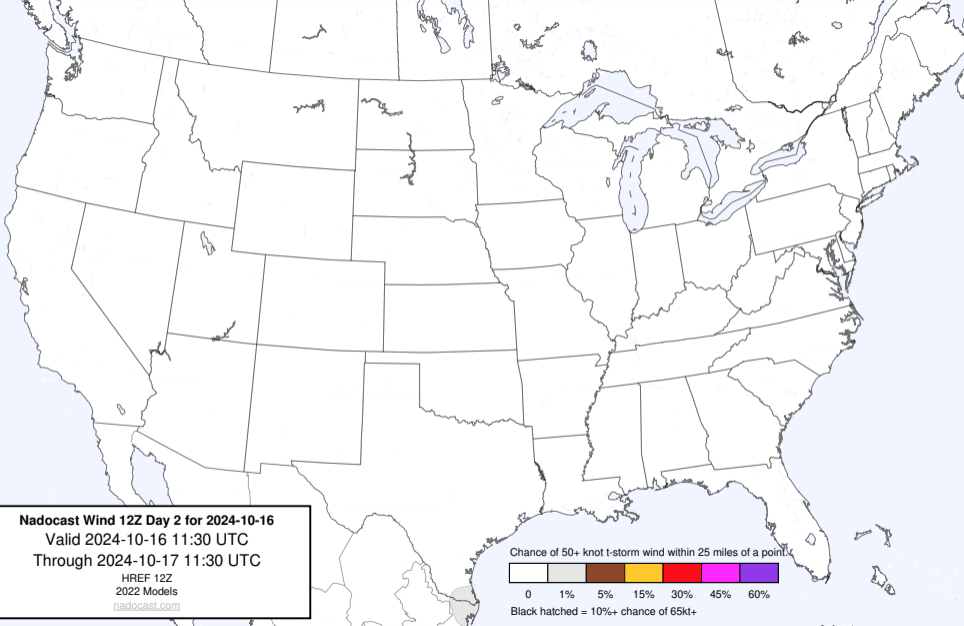 Nadocast Wind 12Z Day 2 for 2024-10-16
Valid 2024-10-16 11:30 UTC
Through 2024-10-17 11:30 UTC
HREF 12Z
2022 Models
nadocast.com
Chance of 50+ knot t-storm wind within 25 miles of a point.
0 1% 5% 15% 30% 45% 60%
Black hatched = 10%+ chance of 65kt+